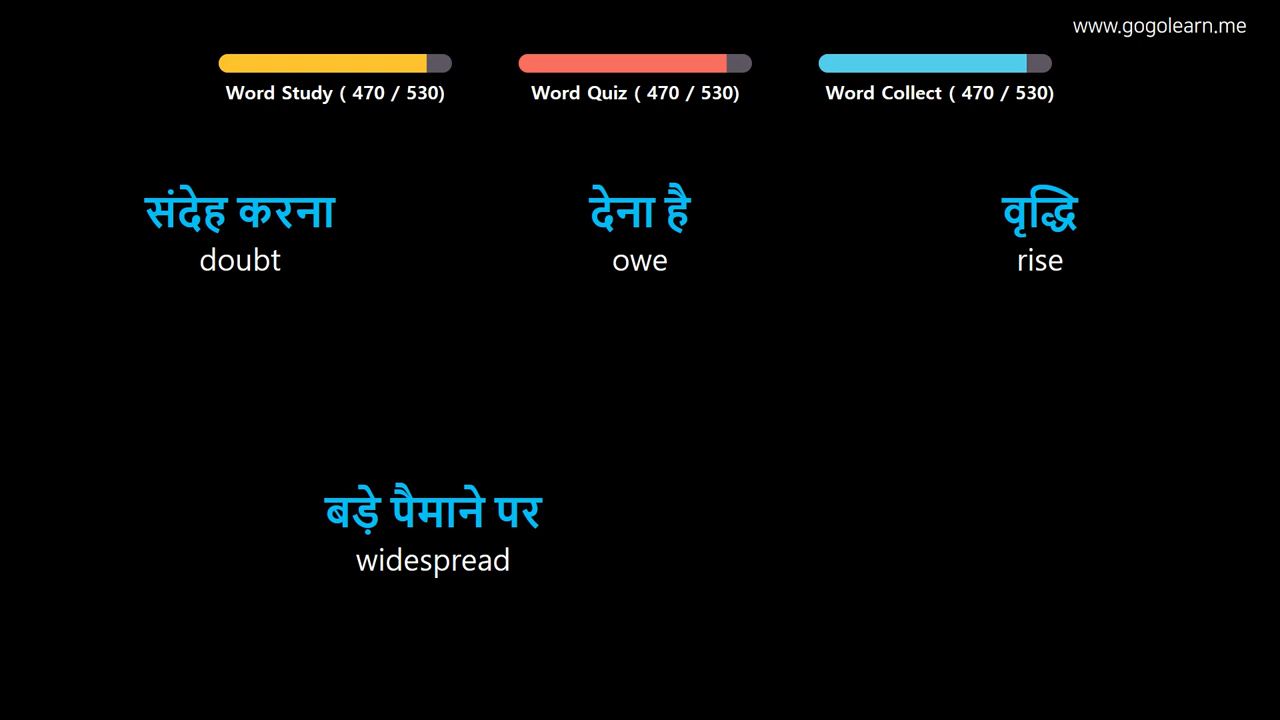 www.gogolearn.me
Word Study ( 470 / 530)
Word Quiz ( 470 / 530)
Word Collect ( 470 / 530)
संदेह करना
doubt
देना है
owe
वृद्धि
rise
बड़े पैमाने पर
widespread